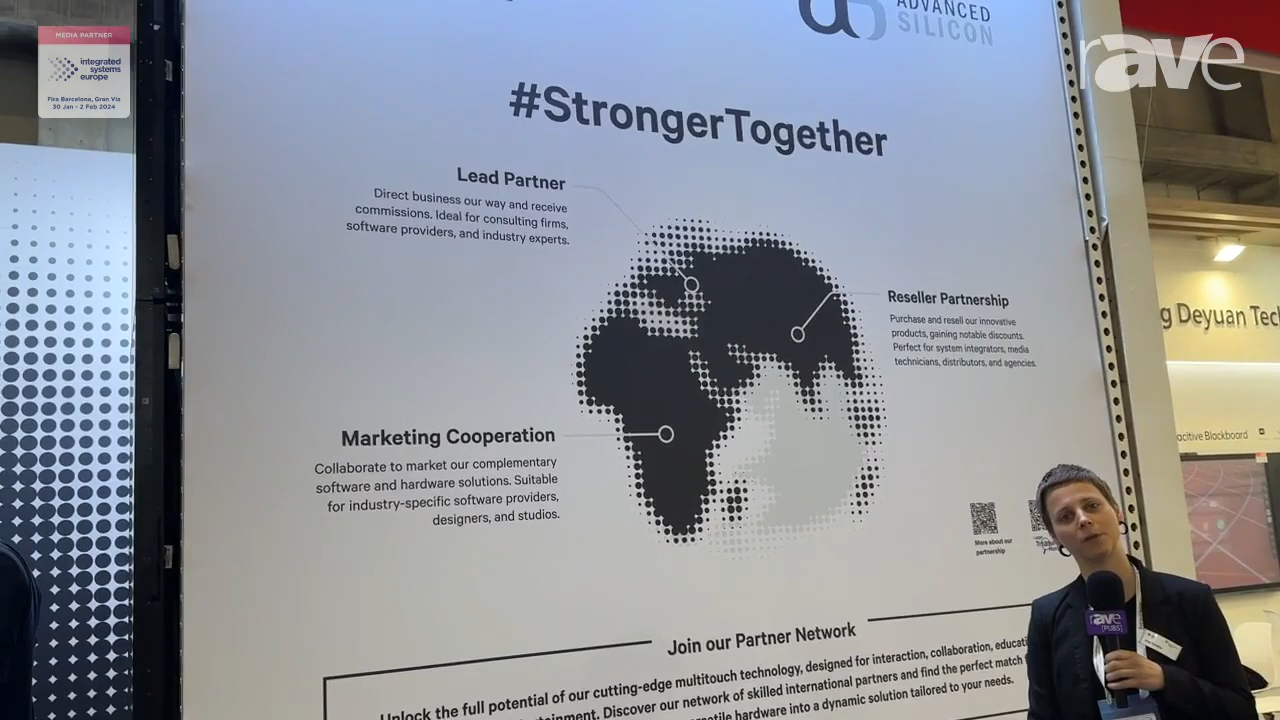 MEDIA PARTNER
integrated
systems
europe
Fira Barcelona, Gran Via
30 Jan - 2 Feb 2024
rAVe
ADVANCED
SILICON
#StrongerTogether
Lead Partner
Direct business our way and receive
commissions. Ideal for consulting firms,
software providers, and industry experts.
Reseller Partnership
Purchase and resell our innovative
products, gaining notable discounts.
Perfect for system integrators, media
technicians, distributors, and agencies.
Marketing Cooperation
Collaborate to market our complementary
software and hardware solutions. Suitable
for industry-specific software providers,
designers, and studios.
More about our
partnership
g Deyuan Tech
acitive Blackboard
rAVe
[PUBS]
Join our Partner Network
Unlock the full potential of our cutting-edge multitouch technology, designed for interaction, collaboration, educati
tertainment. Discover our network of skilled international partners and find the perfect match
ersatile hardware into a dynamic solution tailored to your needs.